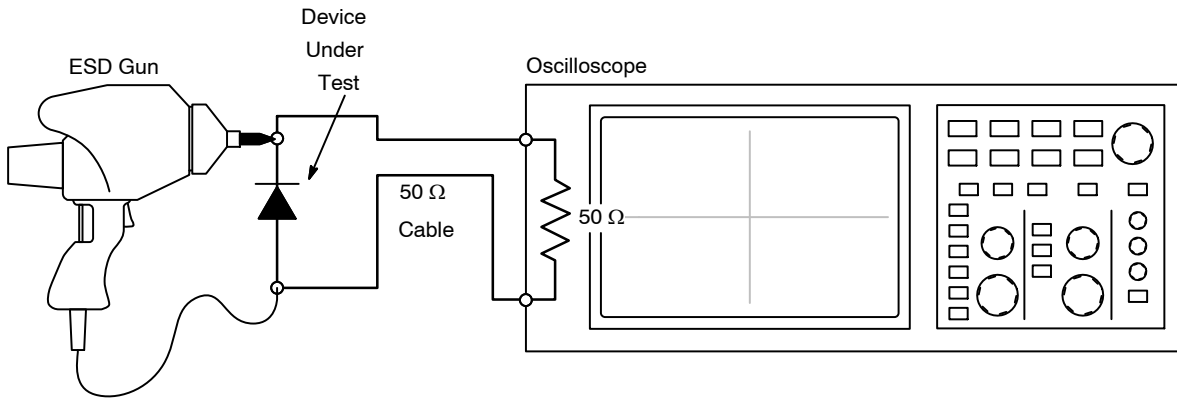 Device
Under
Test
ESD Gun
Oscilloscope
50 Ω
Cable
50 Ω